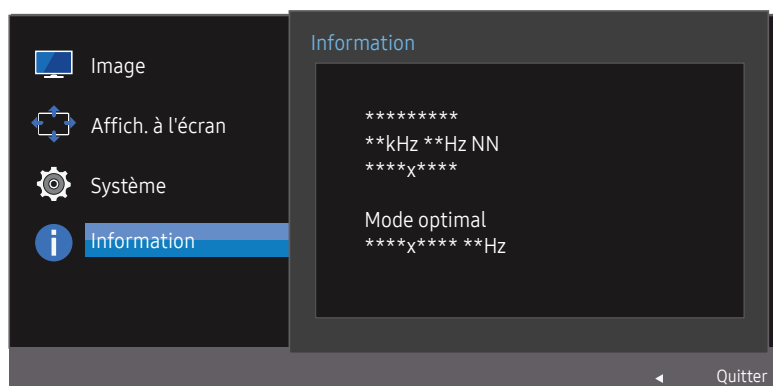 Image
Affich. à l'écran
Système
Information
Information
*********
**kHz **Hz NN
****x****
Mode optimal
****x**** **Hz
Quitter